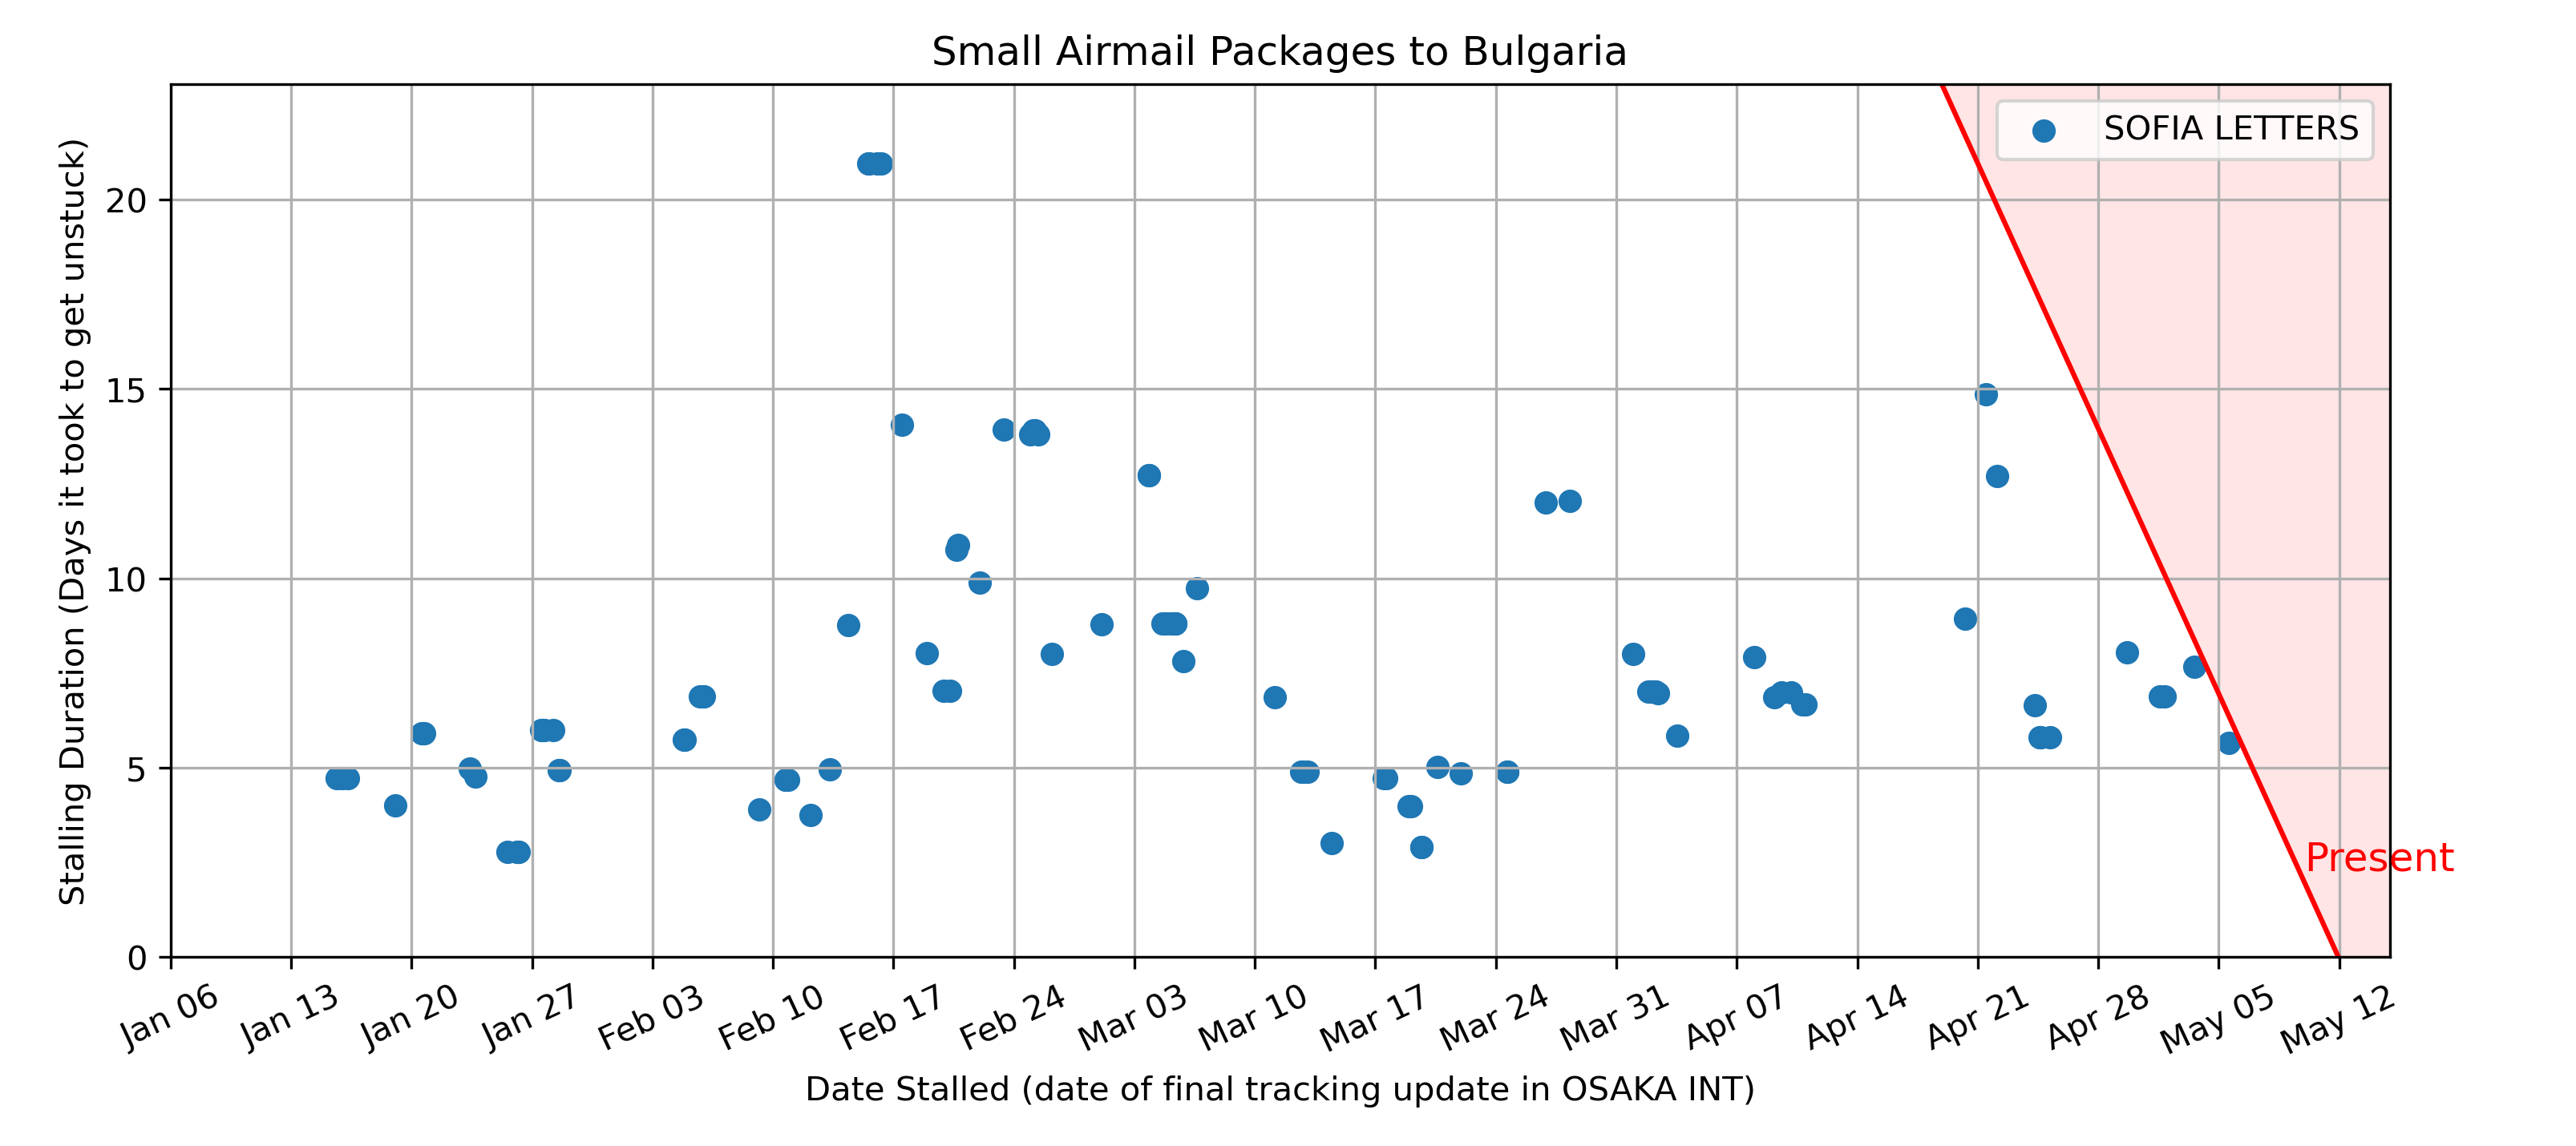 Small Airmail Packages to Bulgaria
SOFIA LETTERS
Stalling Duration (Days it took to get unstuck)
20
15
10
5
0
Present
Jan 06
Jan 13
Jan 20
Jan 27
Feb 03
Feb 10
Feb 17
Feb 24
Mar 03
Mar 10
Mar 17
Mar 24
Mar 31
Apr 07
Apr 14
Apr 21
Apr 28
May 05
May 12
Date Stalled (date of final tracking update in OSAKA INT)